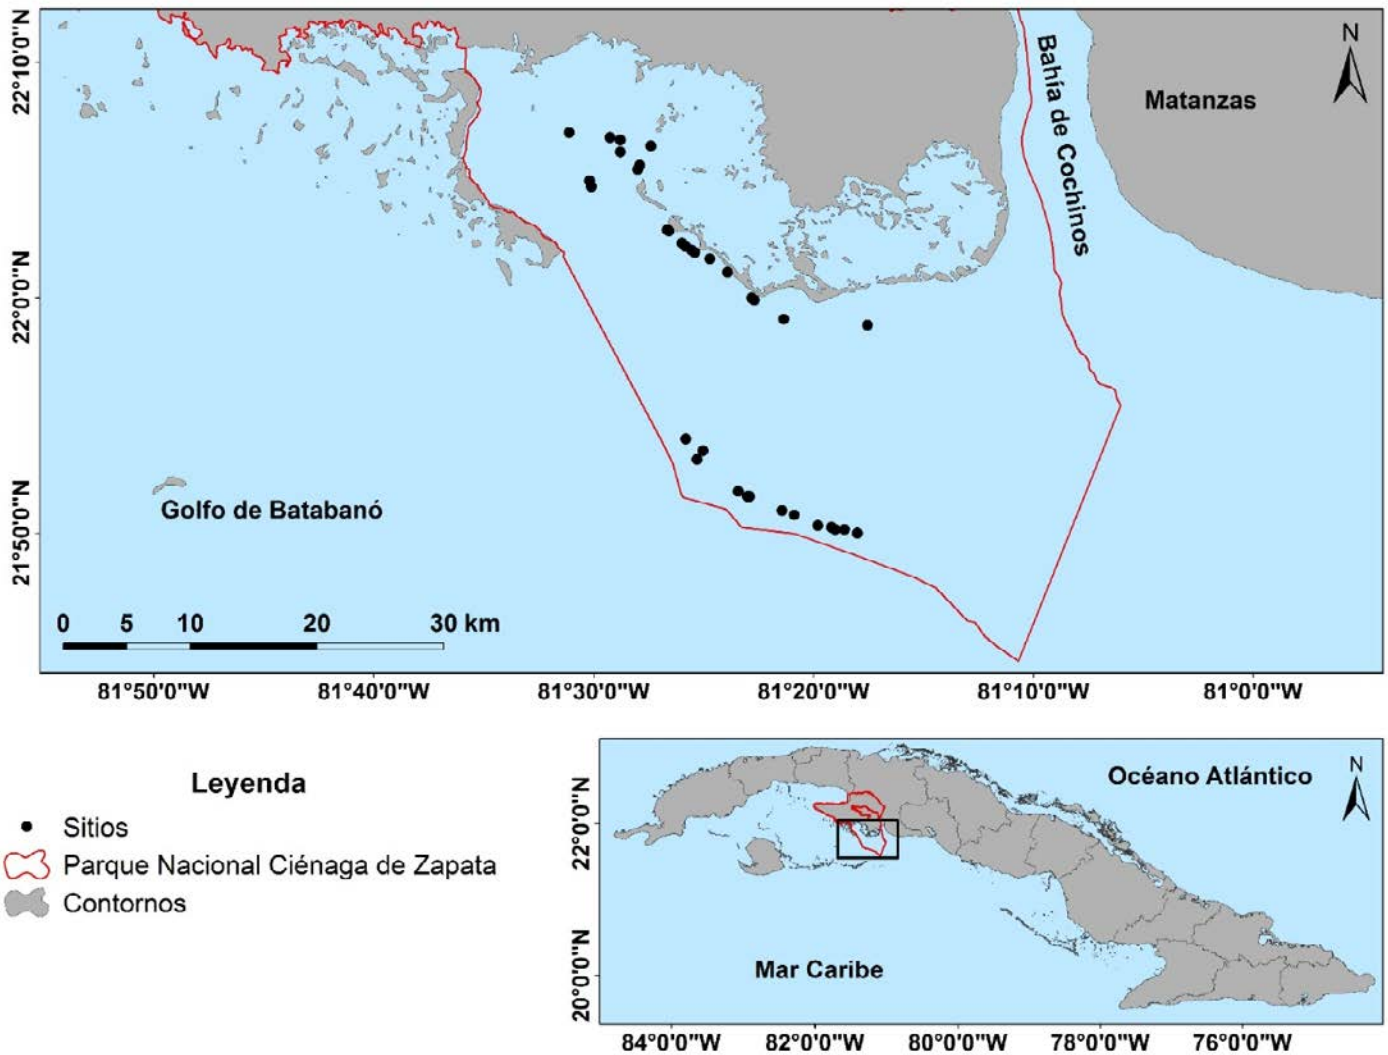 22°10'0"N
22°0'0"N
21°50'0"N
N
Bahía de Cochinos
Matanzas
Golfo de Batabanó
0 5 10 20 30 km
81°50'0"W 81°40'0"W 81°30'0"W 81°20'0"W 81°10'0"W 81°0'0"W
Leyenda
Sitios
Parque Nacional Ciénaga de Zapata
Contornos
22°0'0"N
20°0'0"N
Océano Atlántico
N
Mar Caribe
84°0'0"W 82°0'0"W 80°0'0"W 78°0'0"W 76°0'0"W